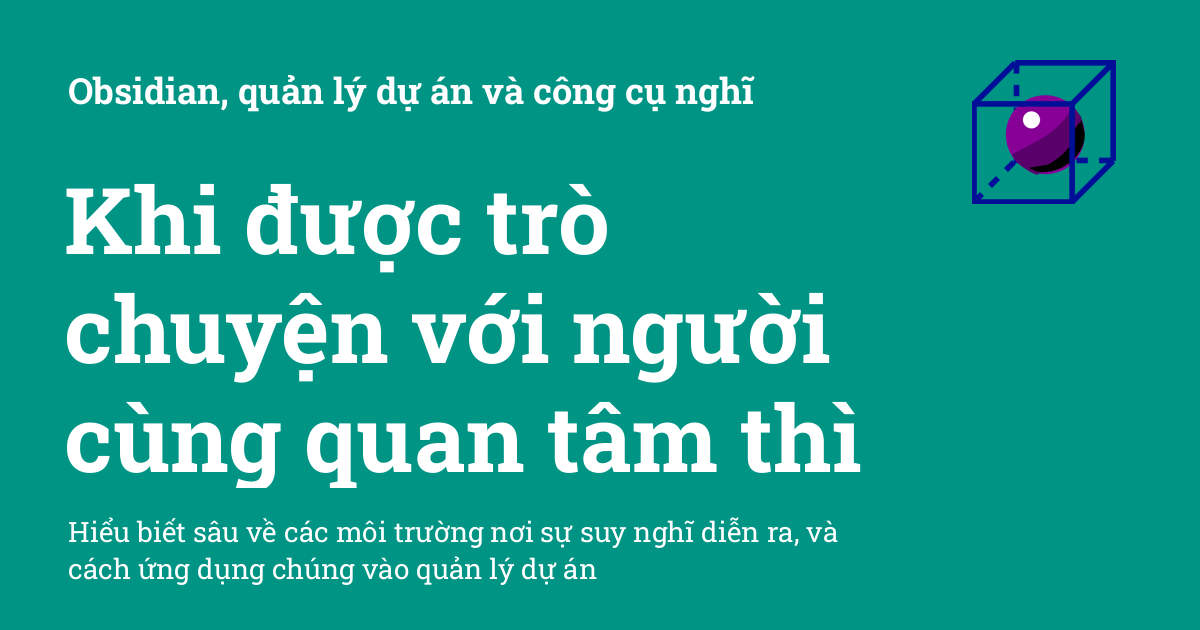 Obsidian, quản lý dự án và công cụ nghĩ
Khi được trò
chuyện với người
cùng quan tâm thì
Hiểu biết sâu về các môi trường nơi sự suy nghĩ diễn ra, và
cách ứng dụng chúng vào quản lý dự án